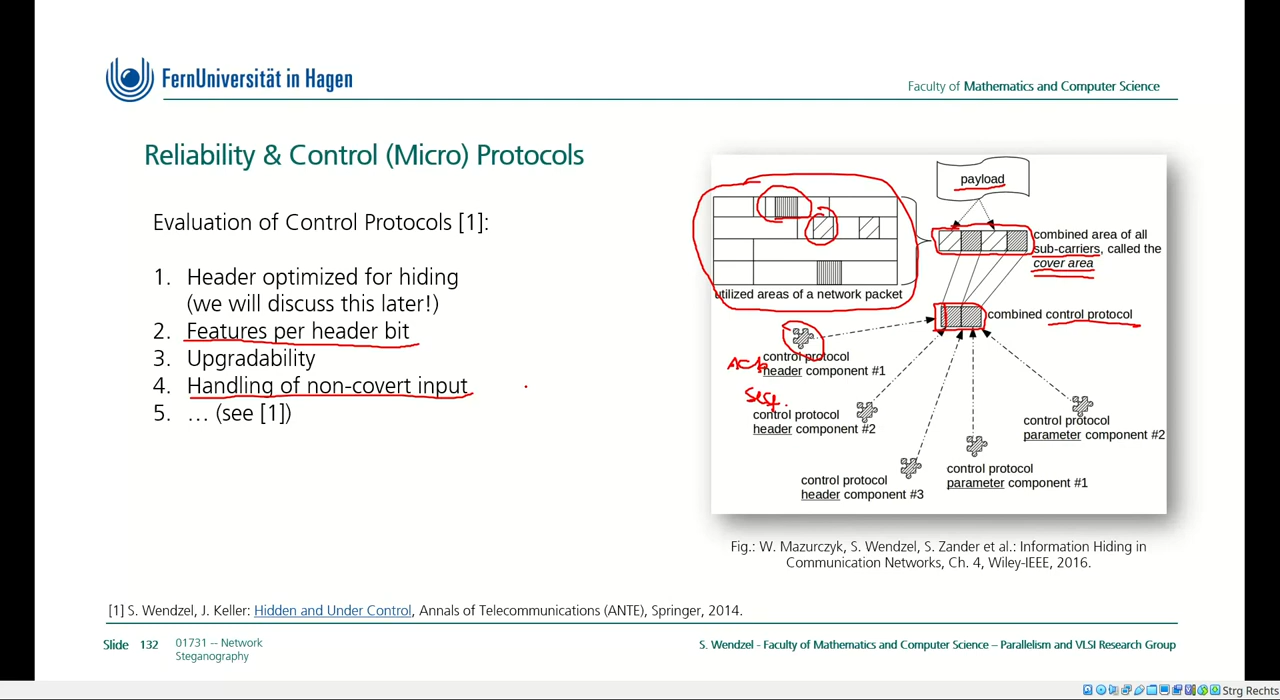 FernUniversität in Hagen
Faculty of Mathematics and Computer Science
Reliability & Control (Micro) Protocols
Evaluation of Control Protocols [1]:
1. Header optimized for hiding
(we will discuss this later!)
2. Features per header bit
3. Upgradability
4. Handling of non-covert input
5. … (see [1])
payload
combined area of all
sub-carriers, called the
cover area
utilized areas of a network packet
combined control protocol
control protocol
header component #1
control protocol
header component #2
control protocol
header component #3
control protocol
parameter component #1
control protocol
parameter component #2
Fig.: W. Mazurczyk, S. Wendzel, S. Zander et al.: Information Hiding in
Communication Networks, Ch. 4, Wiley-IEEE, 2016.
[1] S. Wendzel, J. Keller: Hidden and Under Control, Annals of Telecommunications (ANTE), Springer, 2014.
Slide 132
01731 -- Network
Steganography
S. Wendzel - Faculty of Mathematics and Computer Science – Parallelism and VLSI Research Group
Strg Rechts